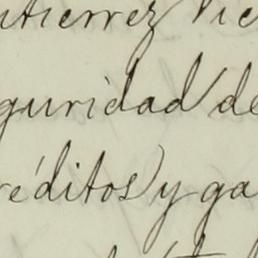 utierrez Vic
guridad de
réditos) y ga